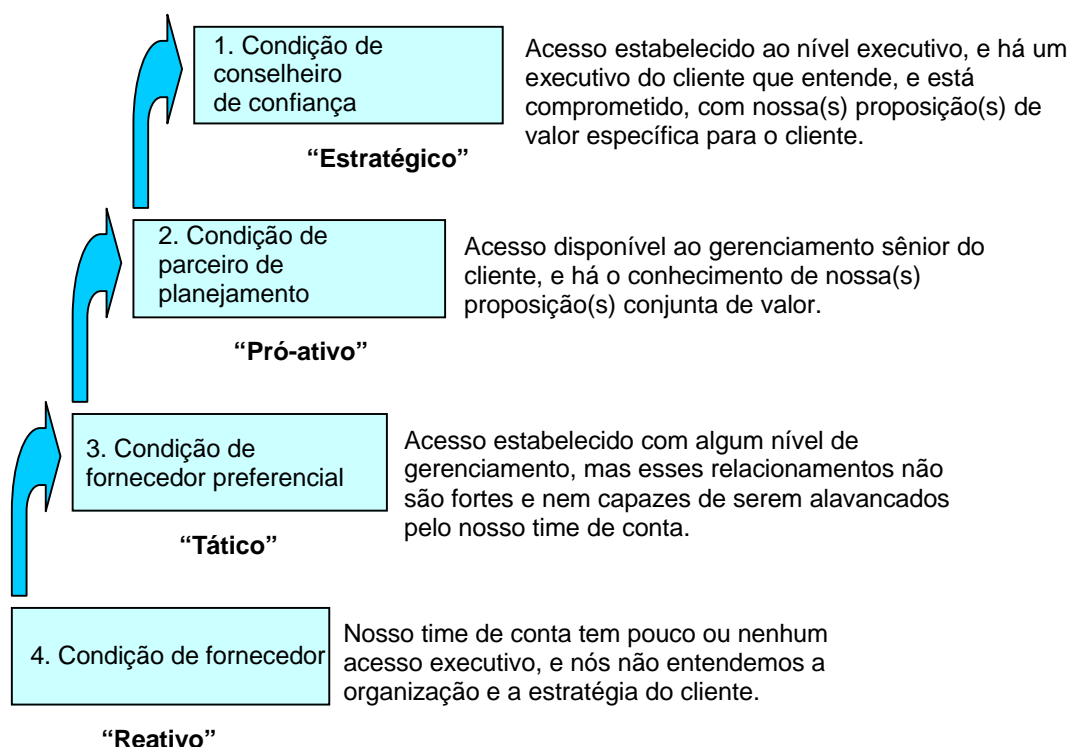 1. Condição de
conselheiro
de confiança
Acesso estabelecido ao nível executivo, e há um
executivo do cliente que entende, e está
comprometido, com nossa(s) proposição(s) de
valor específica para o cliente.
“Estratégico”
2. Condição de
parceiro de
planejamento
Acesso disponível ao gerenciamento sênior do
cliente, e há o conhecimento de nossa(s)
proposição(s) conjunta de valor.
“Pró-ativo”
3. Condição de
fornecedor preferencial
Acesso estabelecido com algum nível de
gerenciamento, mas esses relacionamentos não
são fortes e nem capazes de serem alavancados
pelo nosso time de conta.
“Tático”
4. Condição de fornecedor
Nosso time de conta tem pouco ou nenhum
acesso executivo, e nós não entendemos a
organização e a estratégia do cliente.
“Reativo”